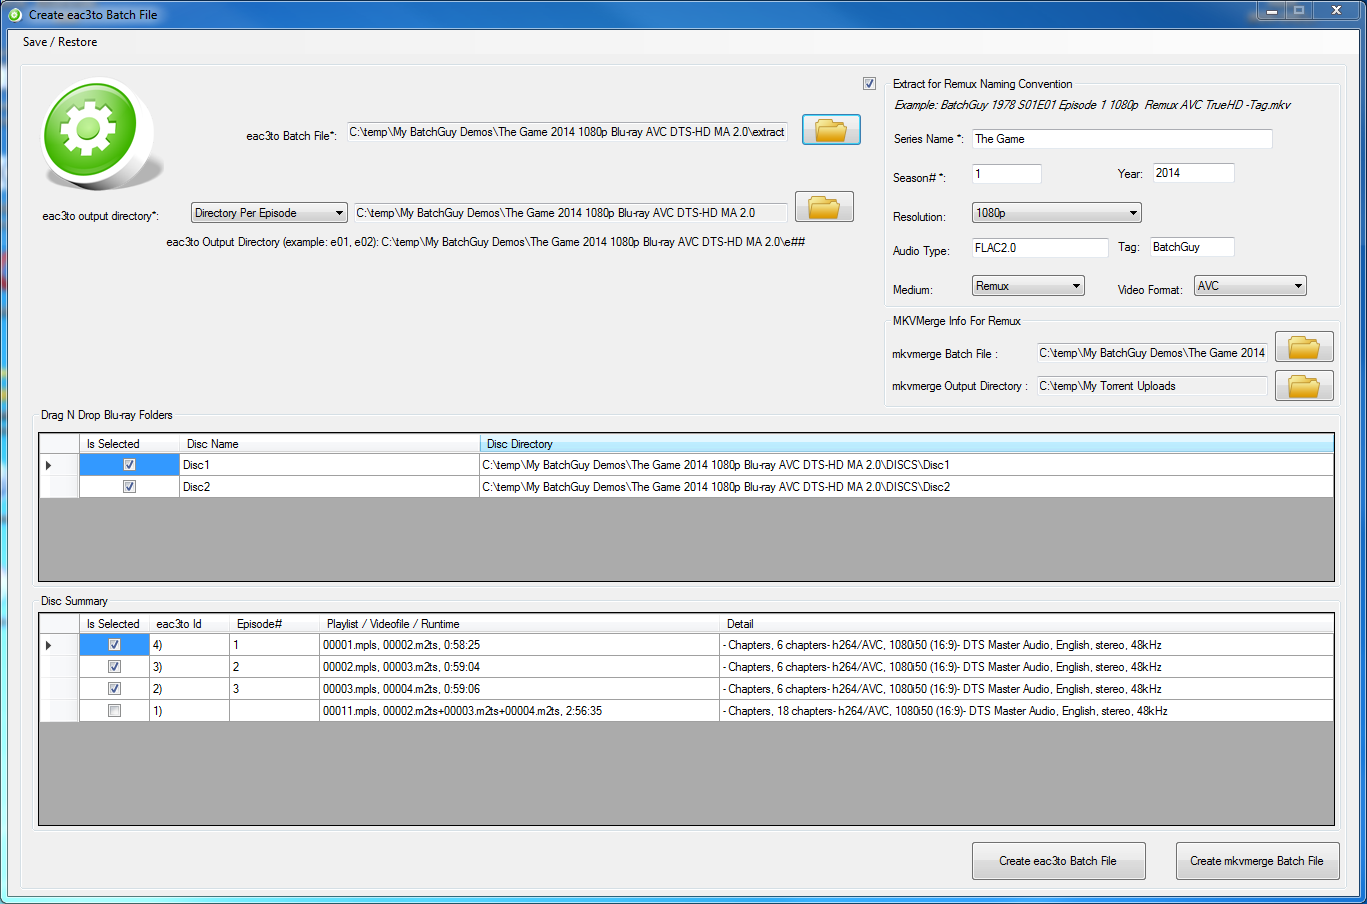 Create eac3to Batch File
Save / Restore
Extract for Remux Naming Convention
Example: BatchGuy 1978 S01E01 Episode 1 1080p  Remux AVC TrueHD -Tag.mkv
eac3to Batch File*: C:\temp\My BatchGuy Demos\The Game 2014 1080p Blu-ray AVC DTS-HD MA 2.0\extract
Series Name *: The Game
Season# *: 1 Year: 2014
eac3to output directory*: Directory Per Episode C:\temp\My BatchGuy Demos\The Game 2014 1080p Blu-ray AVC DTS-HD MA 2.0
Resolution: 1080p
eac3to Output Directory (example: e01, e02): C:\temp\My BatchGuy Demos\The Game 2014 1080p Blu-ray AVC DTS-HD MA 2.0\e##
Audio Type: FLAC2.0 Tag: BatchGuy
Medium: Remux Video Format: AVC
MKVMerge Info For Remux
mkvmerge Batch File : C:\temp\My BatchGuy Demos\The Game 2014
mkvmerge Output Directory : C:\temp\My Torrent Uploads
Drag N Drop Blu-ray Folders
Is Selected Disc Name Disc Directory
Disc1 C:\temp\My BatchGuy Demos\The Game 2014 1080p Blu-ray AVC DTS-HD MA 2.0\DISCS\Disc1
Disc2 C:\temp\My BatchGuy Demos\The Game 2014 1080p Blu-ray AVC DTS-HD MA 2.0\DISCS\Disc2
Disc Summary
Is Selected eac3to Id Episode# Playlist / Videofile / Runtime Detail
4) 1 00001.mpls, 00002.m2ts, 0:58:25 - Chapters, 6 chapters- h264/AVC, 1080i50 (16:9)- DTS Master Audio, English, stereo, 48kHz
3) 2 00002.mpls, 00003.m2ts, 0:59:04 - Chapters, 6 chapters- h264/AVC, 1080i50 (16:9)- DTS Master Audio, English, stereo, 48kHz
2) 3 00003.mpls, 00004.m2ts, 0:59:06 - Chapters, 6 chapters- h264/AVC, 1080i50 (16:9)- DTS Master Audio, English, stereo, 48kHz
1) 00011.mpls, 00002.m2ts+00003.m2ts+00004.m2ts, 2:56:35 - Chapters, 18 chapters- h264/AVC, 1080i50 (16:9)- DTS Master Audio, English, stereo, 48kHz
Create eac3to Batch File Create mkvmerge Batch File